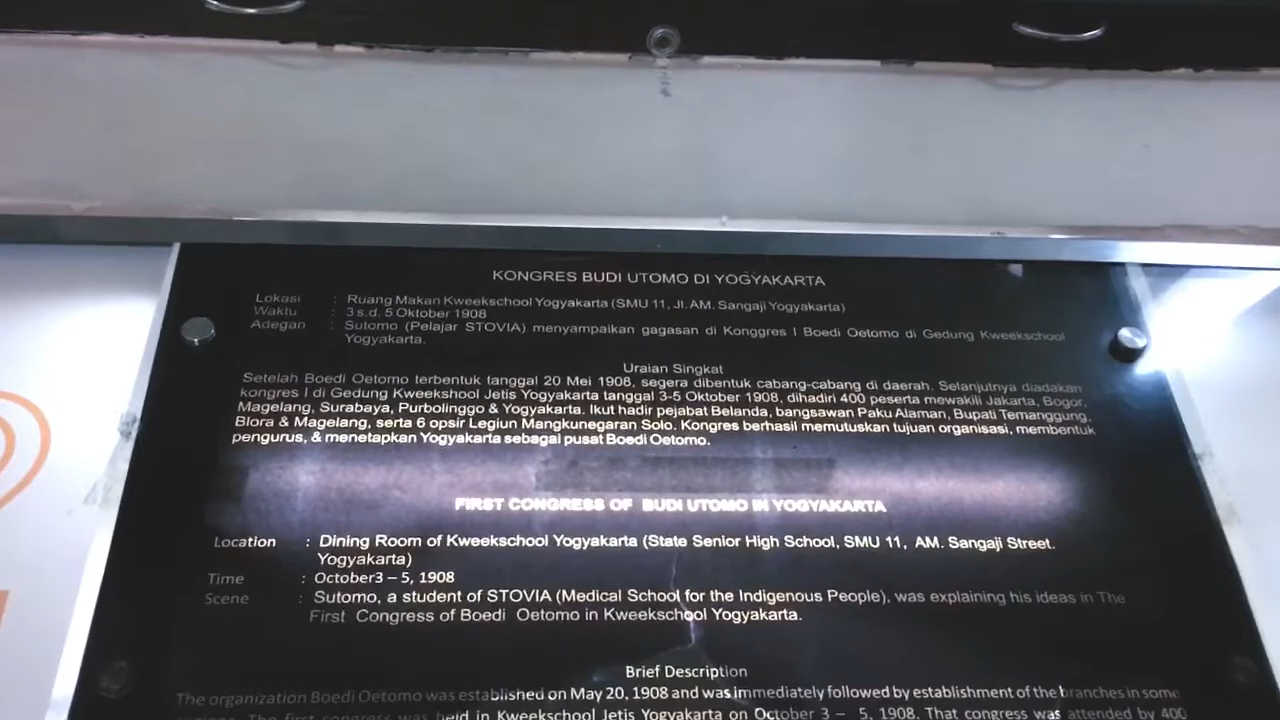 KONGRES BUDI UTOMO DI YOGYAKARTA
Lokasi : Ruang Makan Kweekschool Yogyakarta (SMU 11, Jl. AM. Sangaji Yogyakarta)
Waktu : 3 s.d. 5 Oktober 1908
Adegan : Sutomo (Pelajar STOVIA) menyampaikan gagasan di Konggres I Boedi Oetomo di Gedung Kweekschool
Yogyakarta.
Uraian Singkat
Setelah Boedi Oetomo terbentuk tanggal 20 Mei 1908, segera dibentuk cabang-cabang di daerah. Selanjutnya diadakan
kongres I di Gedung Kweekshool Jetis Yogyakarta tanggal 3-5 Oktober 1908, dihadiri 400 peserta mewakili Jakarta, Bogor,
Magelang, Surabaya, Purbolinggo & Yogyakarta. Ikut hadir pejabat Belanda, bangsawan Paku Alaman, Bupati Temanggung,
Blora & Magelang, serta 6 opsir Legiun Mangkunegaran Solo. Kongres berhasil memutuskan tujuan organisasi, membentuk
pengurus, & menetapkan Yogyakarta sebagai pusat Boedi Oetomo.
FIRST CONGRESS OF BUDI UTOMO IN YOGYAKARTA
Location : Dining Room of Kweekschool Yogyakarta (State Senior High School, SMU 11, AM. Sangaji Street.
Yogyakarta)
Time : October3 – 5, 1908
Scene : Sutomo, a student of STOVIA (Medical School for the Indigenous People), was explaining his ideas in The
First Congress of Boedi Oetomo in Kweekschool Yogyakarta.
Brief Description
The organization Boedi Oetomo was established on May 20, 1908 and was immediately followed by establishment of the branches in some
regions. The first congress was held in Kweekschool Jetis Yogyakarta on October 3 – 5, 1908. That congress was attended by 400